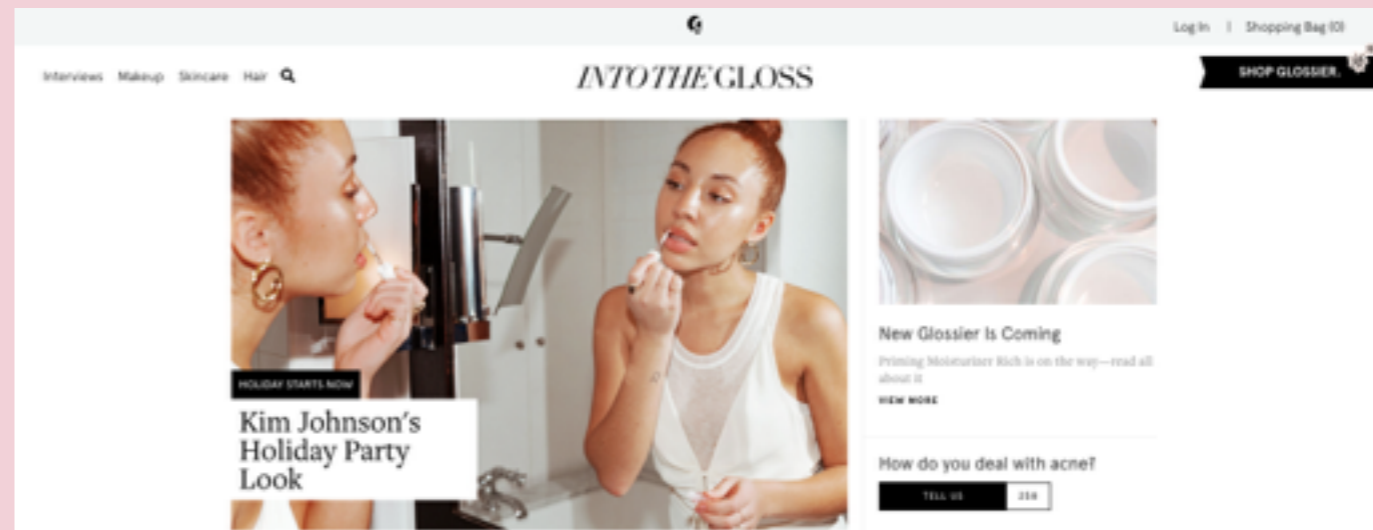 G
Log In | Shopping Bag (0)
Interviews Makeup Skincare Hair
INTO THE GLOSS
SHOP GLOSSIER.
HOLIDAY STARTS NOW
Kim Johnson's
Holiday Party
Look
New Glossier Is Coming
Priming Moisturizer Rich is on the way—read all
about it
VIEW MORE
How do you deal with acne?
TELL US 256